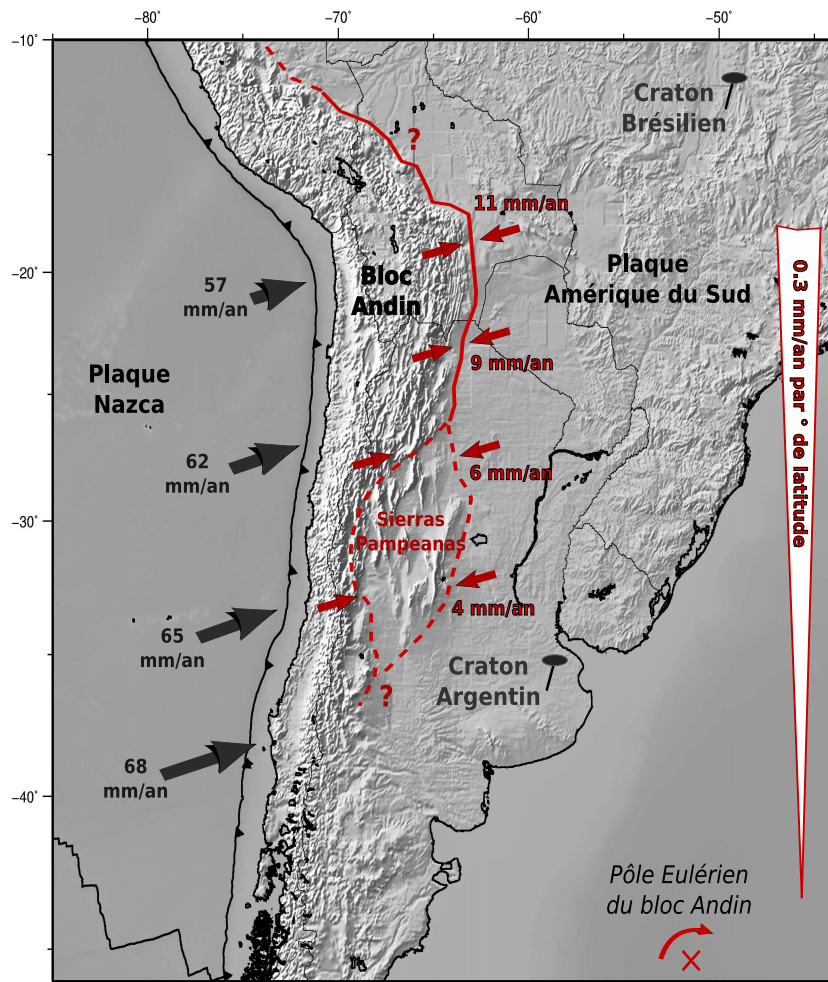 −80˚
−70˚
−60˚
−50˚
−10˚
Craton
Brésilien
?
11 mm/an
−20˚
57
mm/an
Bloc
Andin
Plaque
Amérique du Sud
0.3 mm/an par ° de latitude
Plaque
Nazca
9 mm/an
62
mm/an
6 mm/an
−30˚
Sierras
Pampeanas
4 mm/an
65
mm/an
Craton
Argentin
?
68
mm/an
−40˚
Pôle Eulérien
du bloc Andin